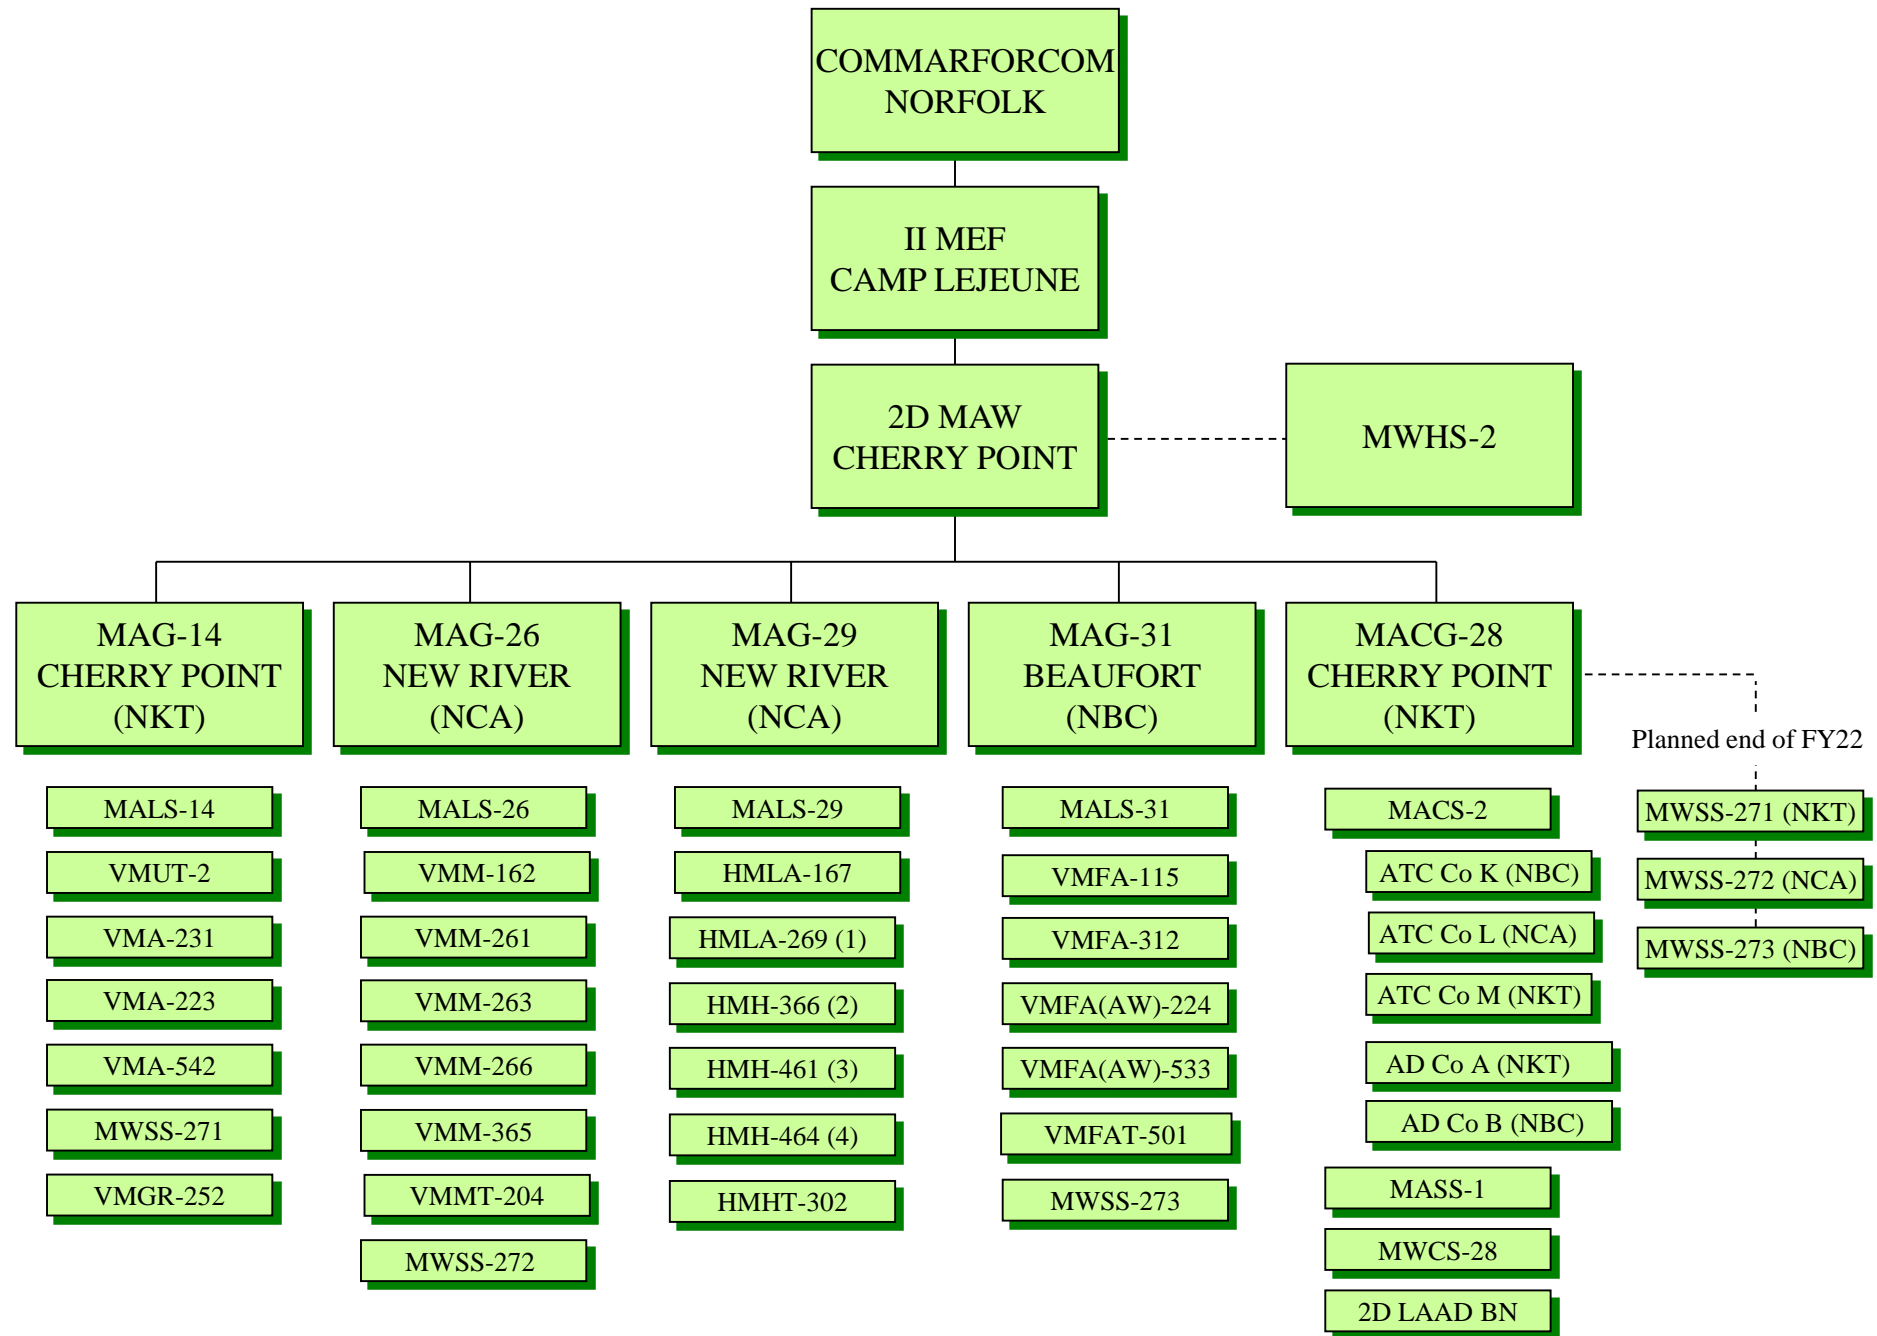 COMMARFORCOM
NORFOLK
II MEF
CAMP LEJEUNE
2D MAW
CHERRY POINT
MWHS-2
MAG-14
CHERRY POINT
(NKT)
MAG-26
NEW RIVER
(NCA)
MAG-29
NEW RIVER
(NCA)
MAG-31
BEAUFORT
(NBC)
MACG-28
CHERRY POINT
(NKT)
Planned end of FY22
MALS-14
VMUT-2
VMA-231
VMA-223
VMA-542
MWSS-271
VMGR-252
MALS-26
VMM-162
VMM-261
VMM-263
VMM-266
VMM-365
VMMT-204
MWSS-272
MALS-29
HMLA-167
HMLA-269 (1)
HMH-366 (2)
HMH-461 (3)
HMH-464 (4)
HMHT-302
MALS-31
VMFA-115
VMFA-312
VMFA(AW)-224
VMFA(AW)-533
VMFAT-501
MWSS-273
MACS-2
ATC Co K (NBC)
ATC Co L (NCA)
ATC Co M (NKT)
AD Co A (NKT)
AD Co B (NBC)
MASS-1
MWCS-28
2D LAAD BN
MWSS-271 (NKT)
MWSS-272 (NCA)
MWSS-273 (NBC)